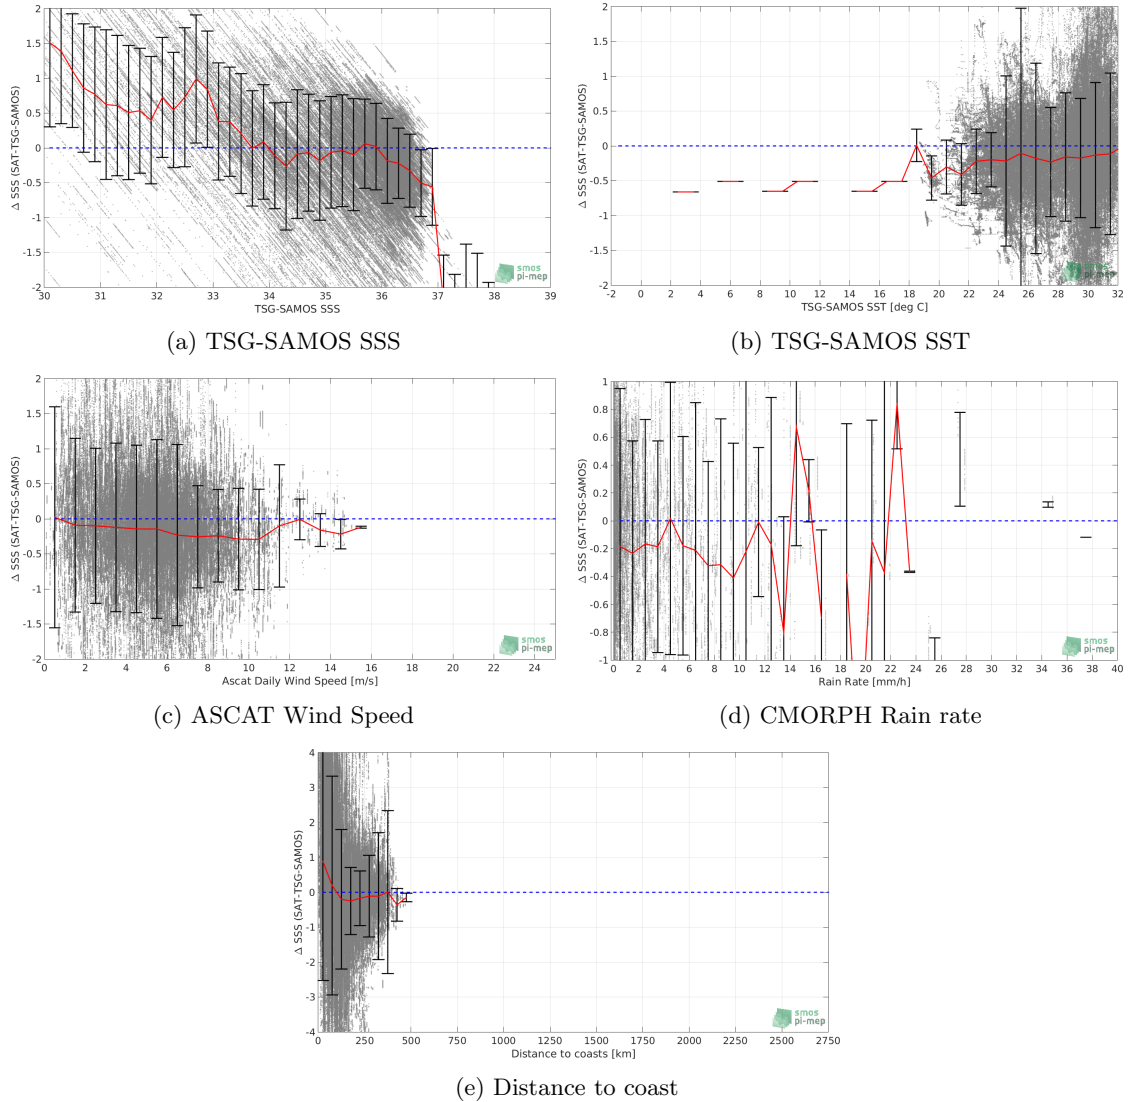 2
1.5
1
0.5
0
-0.5
-1
-1.5
-2
Δ SSS (SAT-TSG-SAMOS)
30 31 32 33 34 35 36 37 38 39
TSG-SAMOS SSS
smos
pi-mep
(a) TSG-SAMOS SSS
2
1.5
1
0.5
0
-0.5
-1
-1.5
-2
Δ SSS (SAT-TSG-SAMOS)
-2 0 2 4 6 8 10 12 14 16 18 20 22 24 26 28 30 32
TSG-SAMOS SST [deg C]
smos
pi-mep
(b) TSG-SAMOS SST
2
1.5
1
0.5
0
-0.5
-1
-1.5
-2
Δ SSS (SAT-TSG-SAMOS)
0 2 4 6 8 10 12 14 16 18 20 22 24
Ascat Daily Wind Speed [m/s]
smos
pi-mep
(c) ASCAT Wind Speed
1
0.8
0.6
0.4
0.2
0
-0.2
-0.4
-0.6
-0.8
-1
Δ SSS (SAT-TSG-SAMOS)
0 2 4 6 8 10 12 14 16 18 20 22 24 26 28 30 32 34 36 38 40
Rain Rate [mm/h]
smos
pi-mep
(d) CMORPH Rain rate
4
3
2
1
0
-1
-2
-3
-4
Δ SSS (SAT-TSG-SAMOS)
0 250 500 750 1000 1250 1500 1750 2000 2250 2500 2750
Distance to coasts [km]
smos
pi-mep
(e) Distance to coast